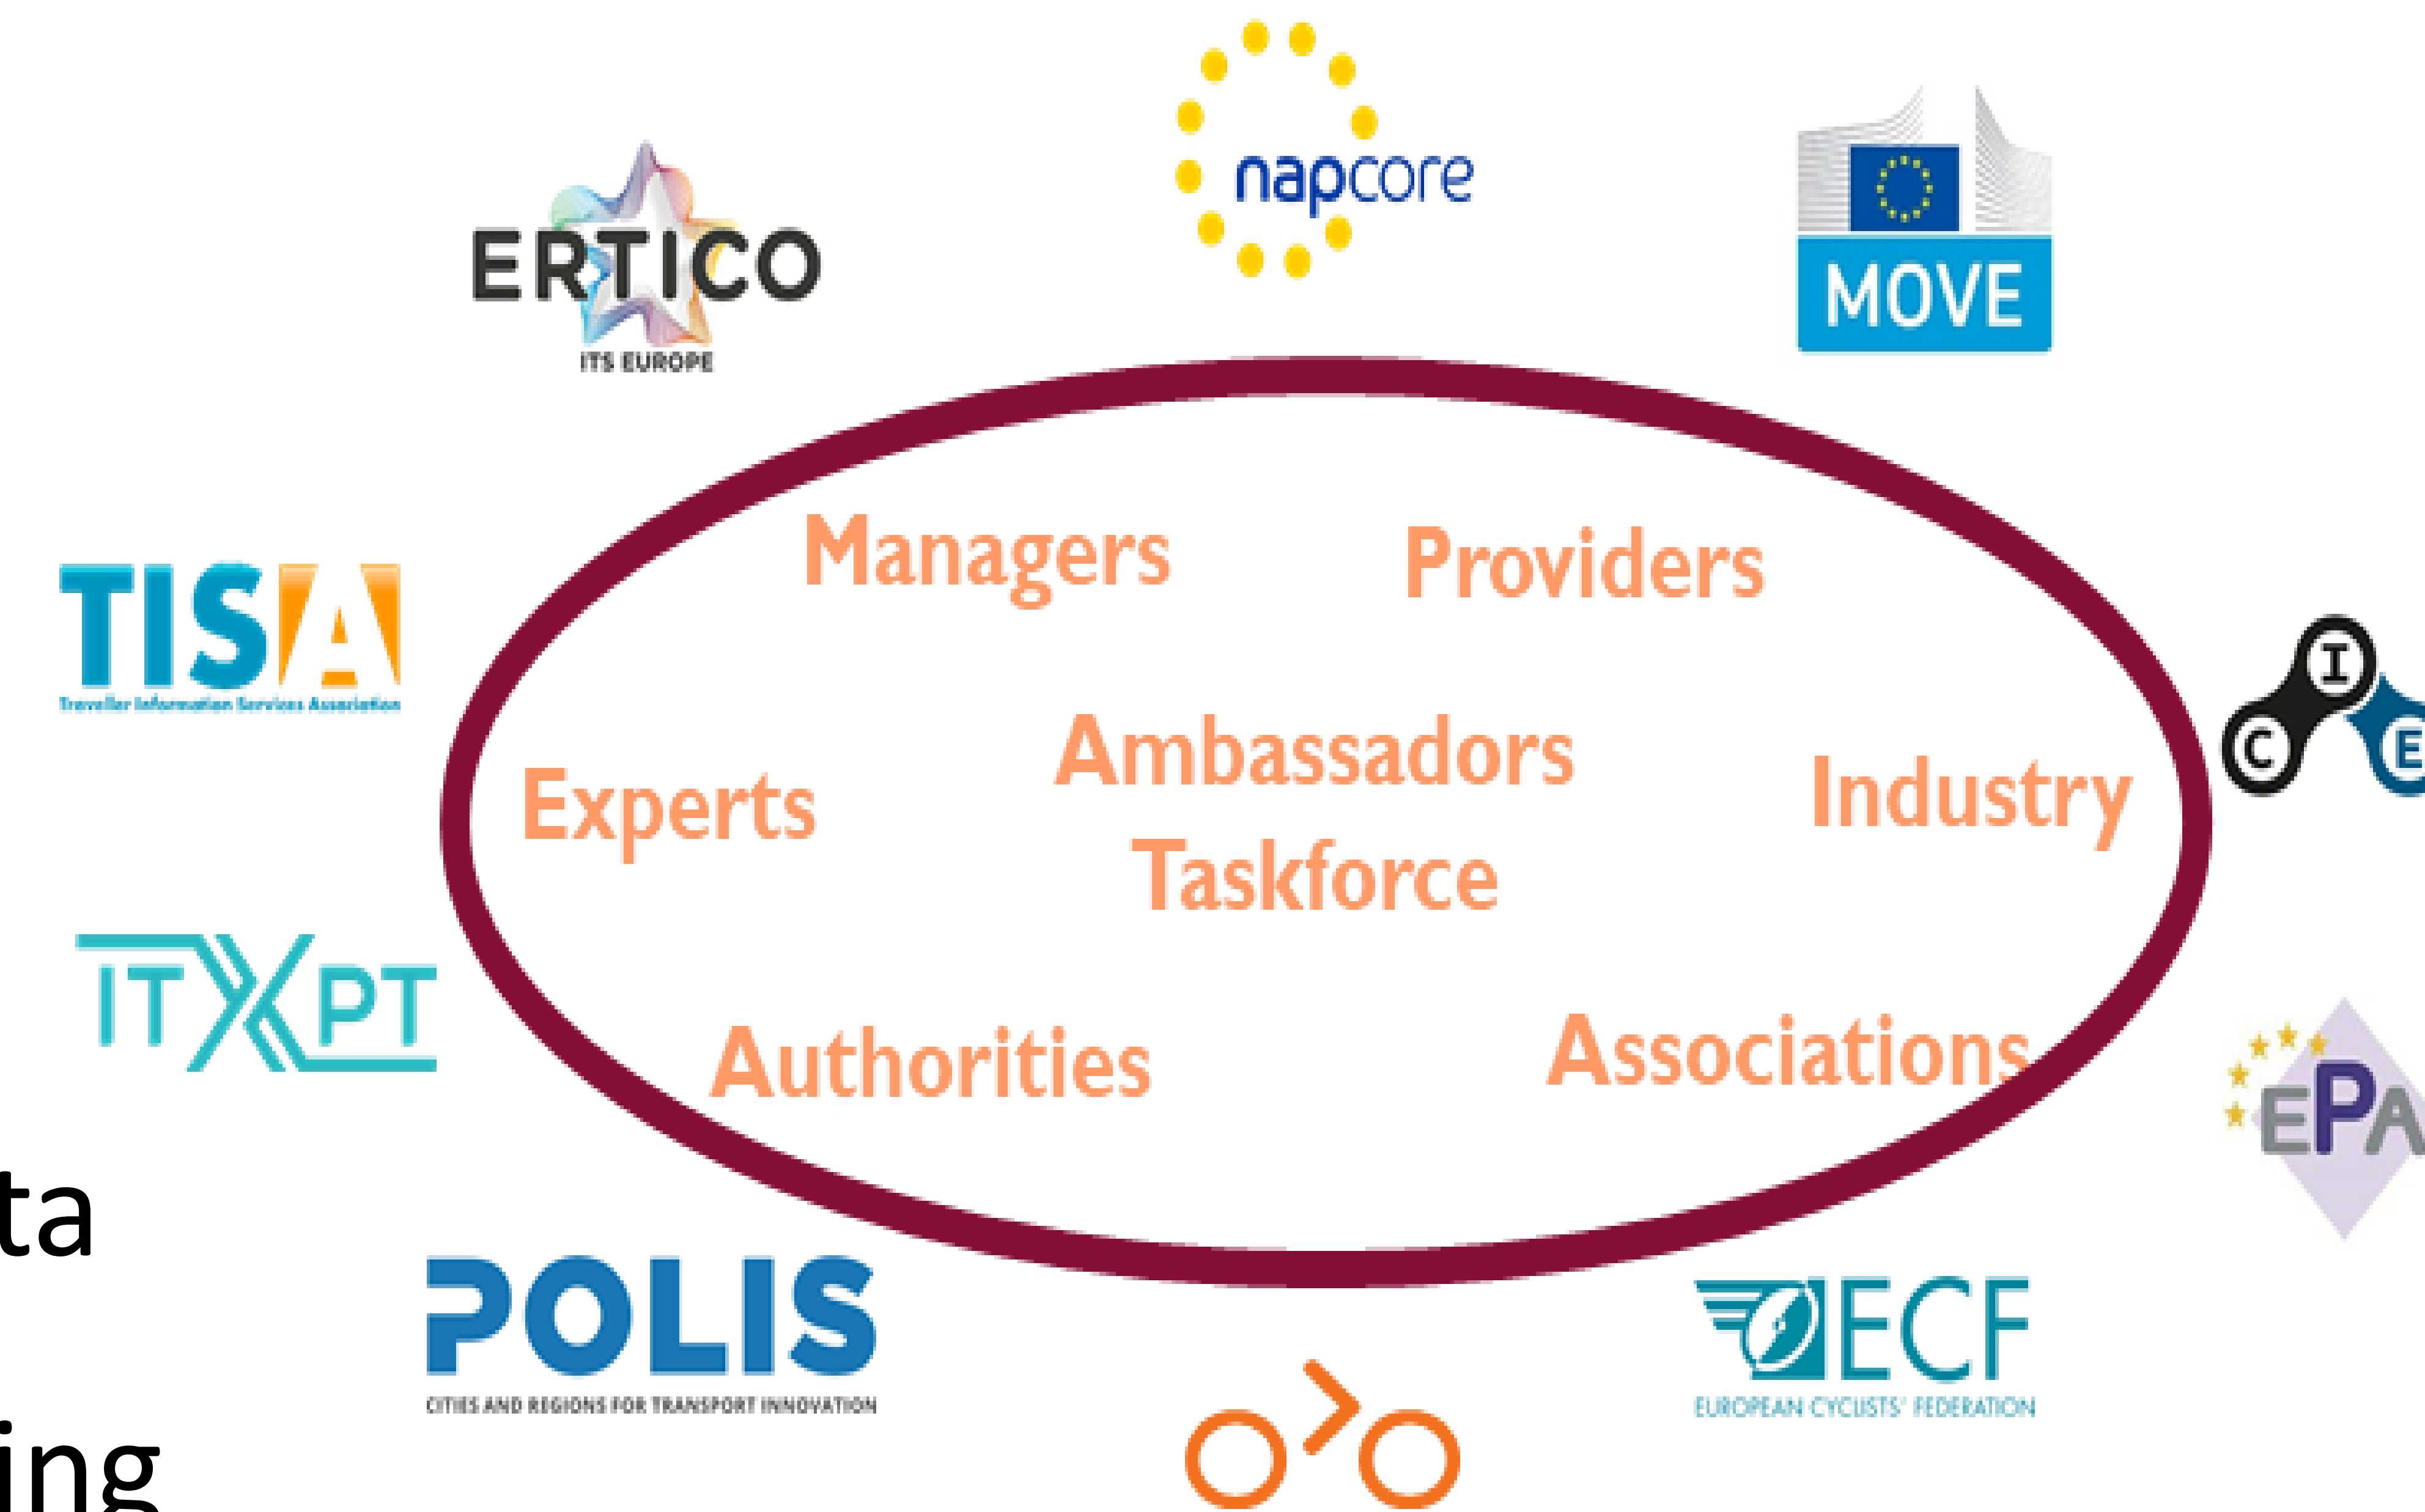 napcore
ERTICO
ITS EUROPE
MOVE
Managers
Providers
TISA
Traveller Information Services Association
Ambassadors
Taskforce
Experts
Industry
I
C
E
ITXPT
Authorities
Associations
EPA
ta
POLIS
CITIES AND REGIONS FOR TRANSPORT INNOVATION
ECF
EUROPEAN CYCLISTS' FEDERATION
ing